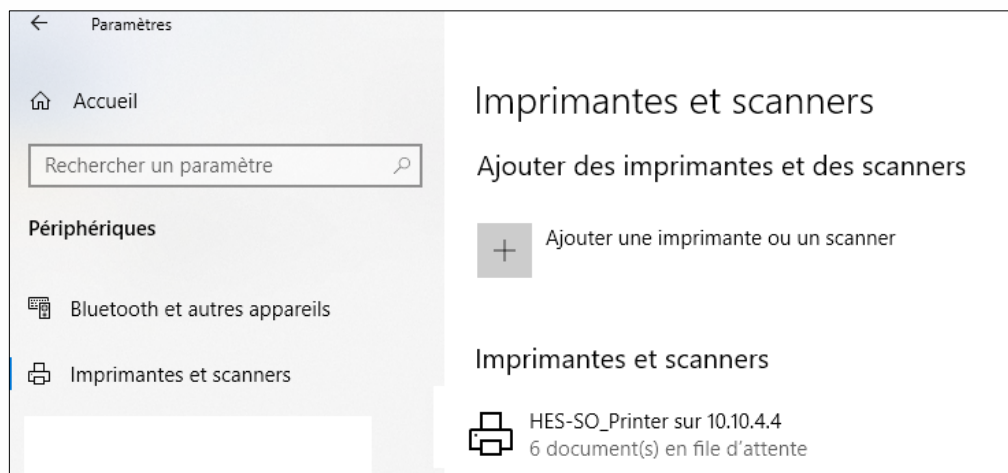 Paramètres
Accueil
Rechercher un paramètre
Périphériques
Bluetooth et autres appareils
Imprimantes et scanners
Imprimantes et scanners
Ajouter des imprimantes et des scanners
Ajouter une imprimante ou un scanner
Imprimantes et scanners
HES-SO_Printer sur 10.10.4.4
6 document(s) en file d’attente